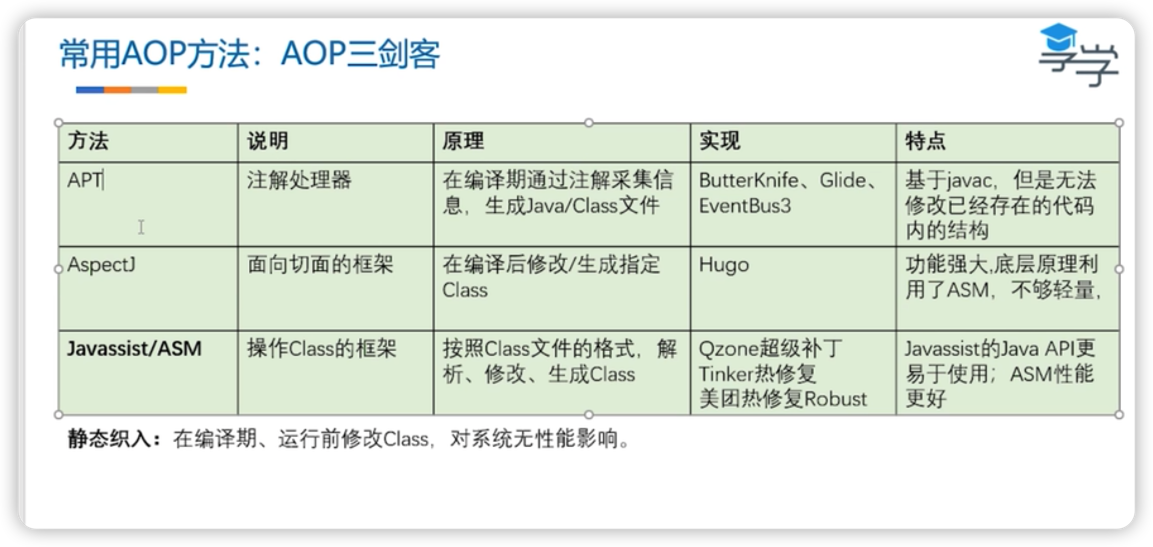 常用AOP方法：AOP三剑客
享学
方法 说明 原理 实现 特点
APT 注解处理器 在编译期通过注解采集信息，生成Java/Class文件 ButterKnife、Glide、EventBus3 基于javac，但是无法修改已经存在的代码内的结构
AspectJ 面向切面的框架 在编译后修改/生成指定Class Hugo 功能强大,底层原理利用了ASM，不够轻量,
Javassist/ASM 操作Class的框架 按照Class文件的格式，解析、修改、生成Class Qzone超级补丁 Tinker热修复 美团热修复Robust Javassist的Java API更易于使用；ASM性能更好
静态织入：在编译期、运行前修改Class，对系统无性能影响。